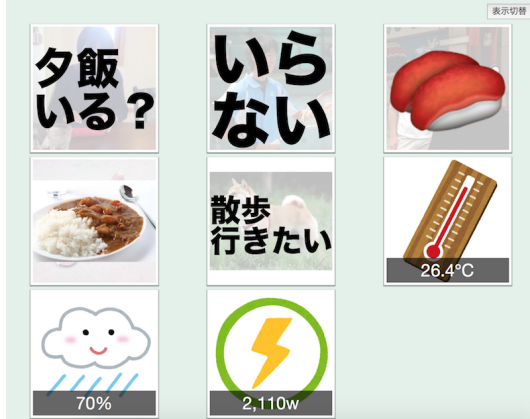 表示切替
夕飯
いる？
いら
ない
散歩
行きたい
26.4℃
70%
2,110w